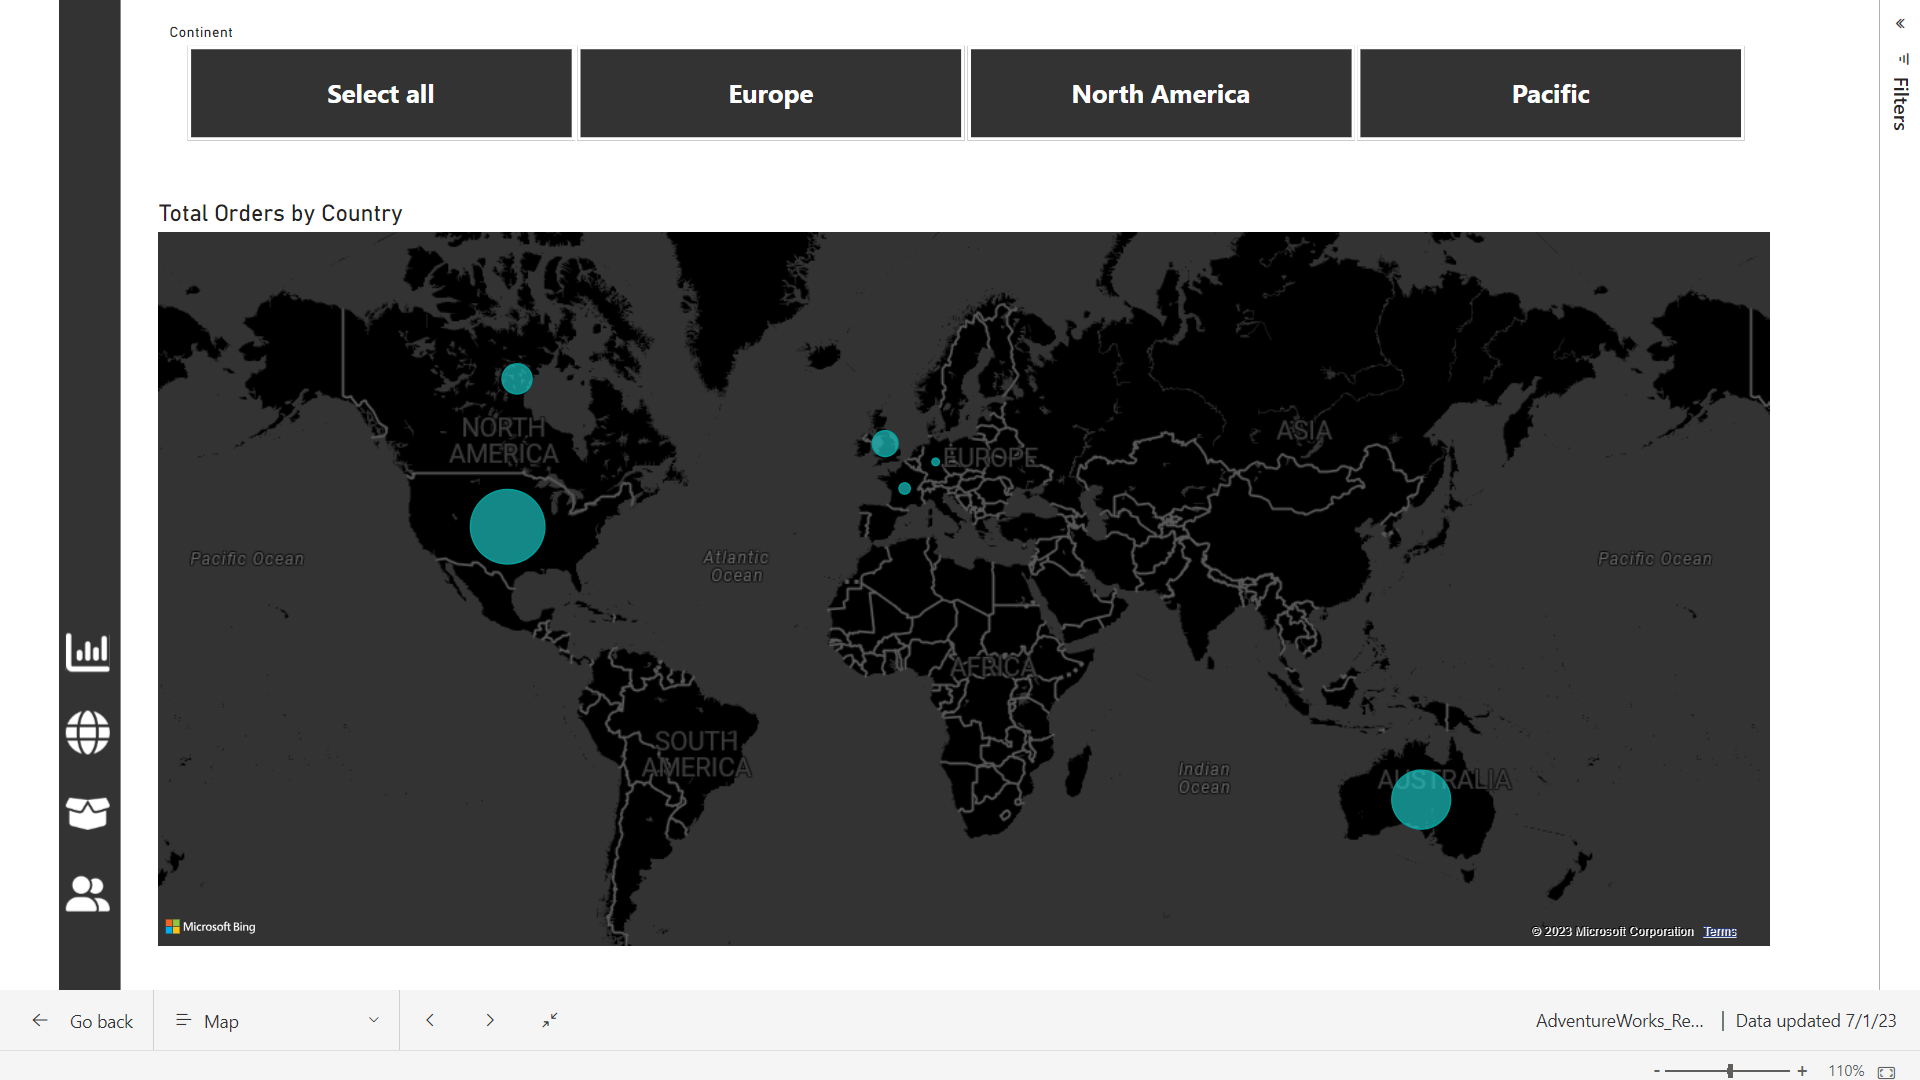 Continent
Select all
Europe
North America
Pacific
«
Filters
Total Orders by Country
NORTH
AMERICA
EUROPE
ASIA
Pacific Ocean
Atlantic
Ocean
Pacific Ocean
AFRICA
SOUTH
AMERICA
Indian
Ocean
AUSTRALIA
Microsoft Bing
© 2023 Microsoft Corporation Terms
Go back
Map
AdventureWorks_Re... | Data updated 7/1/23
- + 110%